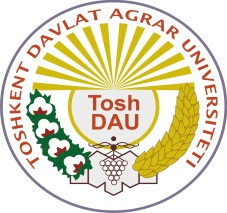 TOSHKENT DAVLAT AGRAR UNIVERSITETI
Tosh
DAU